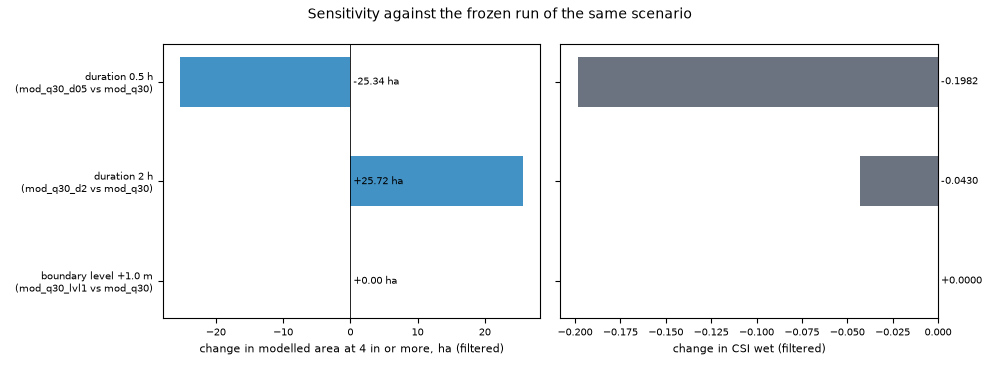 Sensitivity against the frozen run of the same scenario
duration 0.5 h
(mod_q30_d05 vs mod_q30)
-25.34 ha
-0.1982
duration 2 h
(mod_q30_d2 vs mod_q30)
+25.72 ha
-0.0430
boundary level +1.0 m
(mod_q30_lvl1 vs mod_q30)
+0.00 ha
+0.0000
−20 −10 0 10 20
change in modelled area at 4 in or more, ha (filtered)
−0.200 −0.175 −0.150 −0.125 −0.100 −0.075 −0.050 −0.025 0.000
change in CSI wet (filtered)